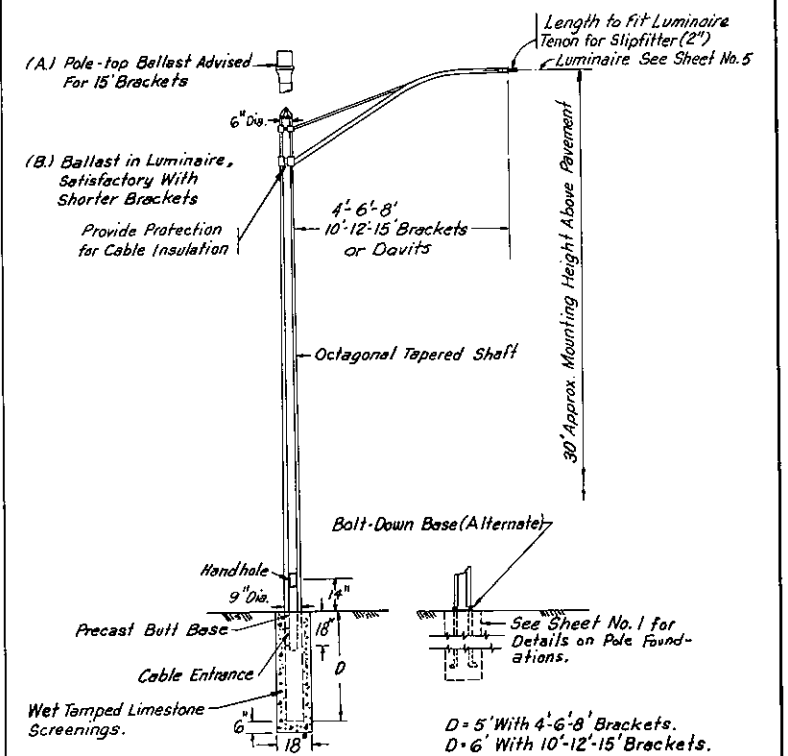 Length to Fit Luminaire
Tenon for Slipfitter (2")
Luminaire See Sheet No. 5
(A.) Pole-top Ballast Advised
For 15' Brackets
6" Dia.
(B.) Ballast in Luminaire,
Satisfactory With
Shorter Brackets
Provide Protection
for Cable Insulation
4'-6'-8'
10'-12'-15' Brackets
or Davits
30' Approx. Mounting Height Above Pavement
Octagonal Tapered Shaft
Bolt-Down Base (Alternate)
Handhole
9" Dia.
14"
Precast Butt Base
18"
See Sheet No. 1 for
Details on Pole Found-
ations.
Cable Entrance
D
Wet Tamped Limestone
Screenings.
6"
18"
D = 5' With 4'-6'-8' Brackets.
D = 6' With 10'-12'-15' Brackets.